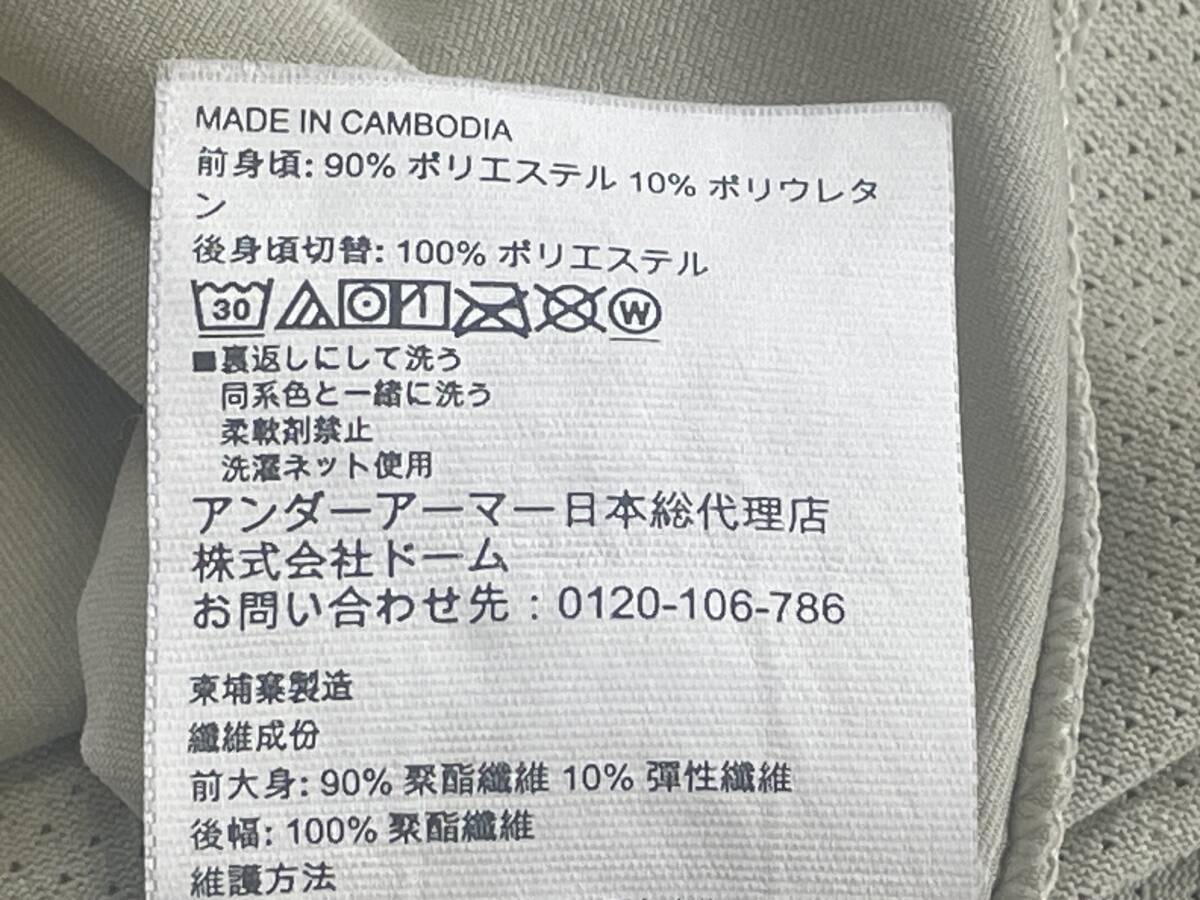 MADE IN CAMBODIA
前身頃: 90% ポリエステル 10% ポリウレタ
ン
後身頃切替: 100% ポリエステル
30 W
■裏返しにして洗う
同系色と一緒に洗う
柔軟剤禁止
洗濯ネット使用
アンダーアーマー日本総代理店
株式会社ドーム
お問い合わせ先：0120-106-786
柬埔寨製造
纖維成份
前大身: 90% 聚酯纖維 10% 彈性纖維
後幅: 100% 聚酯纖維
維護方法